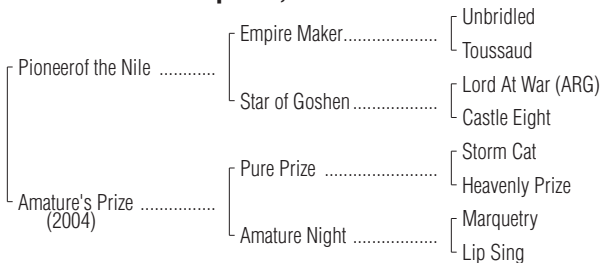 Unbridled
Empire Maker....................
Toussaud
Pioneerof the Nile ............
Lord At War (ARG)
Star of Goshen ..................
Castle Eight
Storm Cat
Pure Prize ........................
Heavenly Prize
Amature's Prize ................
(2004)
Marquetry
Amature Night ..................
Lip Sing